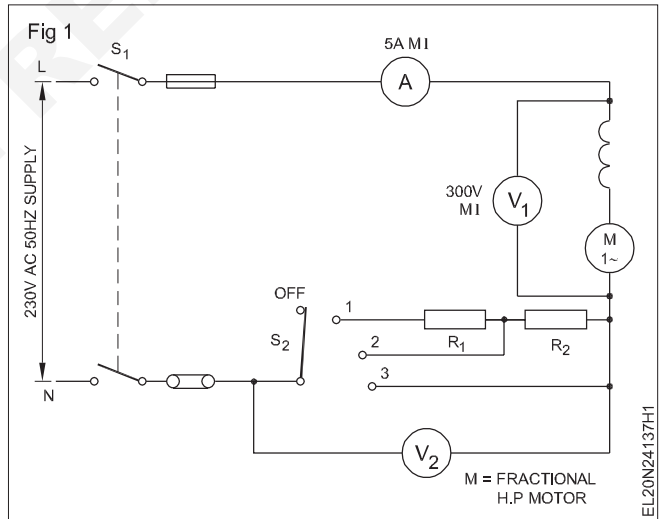 Fig 1
S1
5A MI
L
A
230V AC 50HZ SUPPLY
300V
MI
V1
M
1~
OFF
1
S2
2
R1
R2
3
N
V2
M = FRACTIONAL
H.P MOTOR
EL20N24137H1